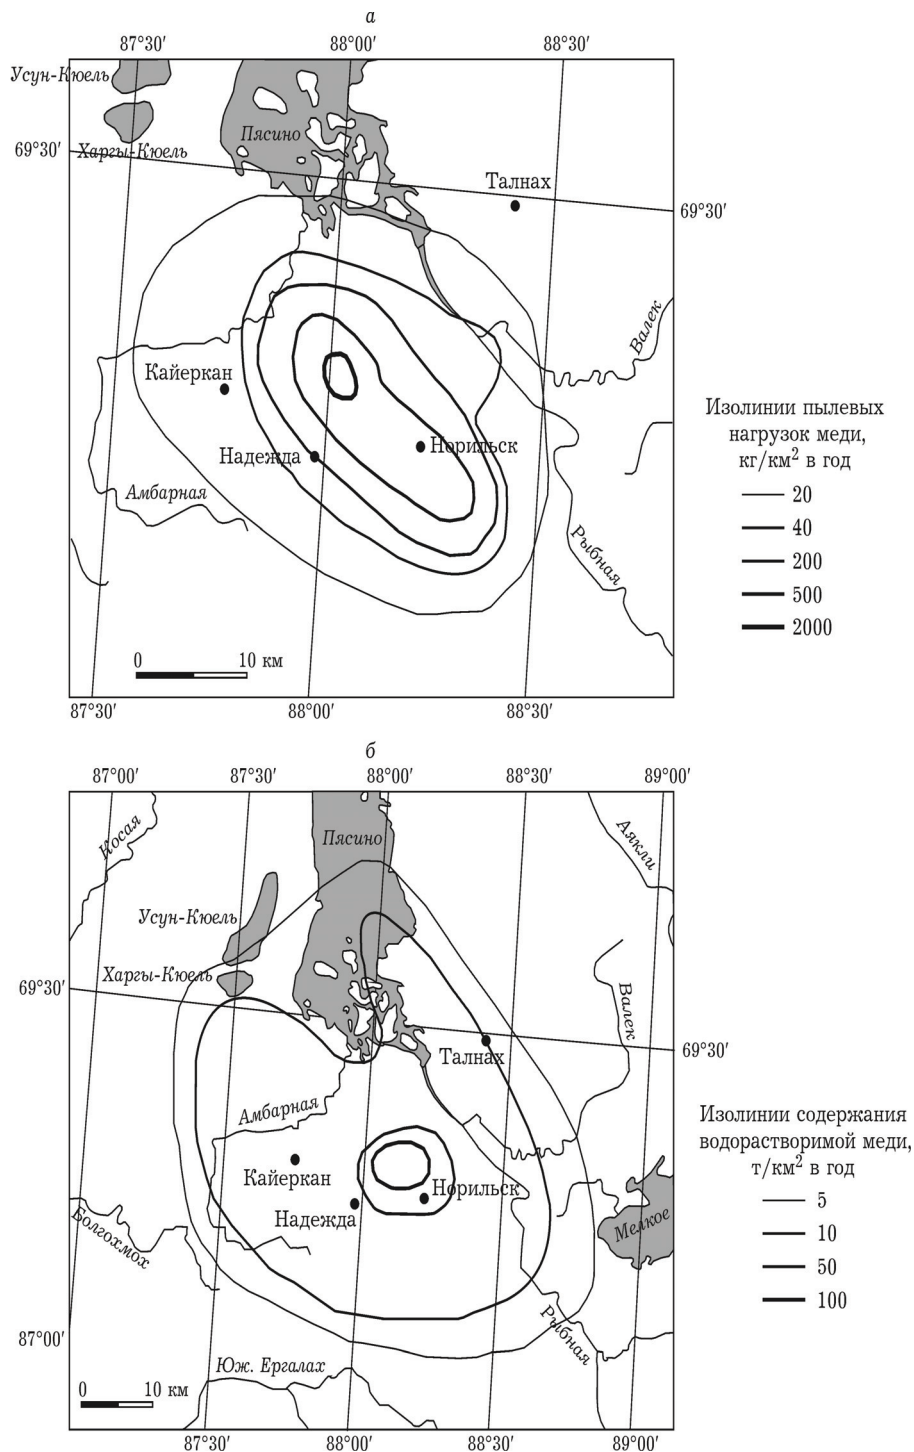 а
87°30′ 88°00′ 88°30′
Усун-Кюель
Пясино
69°30′
Харгы-Кюель
Талнах
69°30′
Валек
Кайеркан
Норильск
Надежда
Амбарная
Рыбная
0 10 км
87°30′ 88°00′ 88°30′
Изолинии пылевых
нагрузок меди,
кг/км² в год
20
40
200
500
2000
б
87°00′ 87°30′ 88°00′ 88°30′ 89°00′
Косая
Пясино
Аякли
Усун-Кюель
Харгы-Кюель
69°30′
Валек
Талнах
69°30′
Амбарная
Кайеркан
Норильск
Надежда
Мелкое
Болгохмох
Рыбная
87°00′
Юж. Ергалах
0 10 км
87°30′ 88°00′ 88°30′ 89°00′
Изолинии содержания
водорастворимой меди,
т/км² в год
5
10
50
100